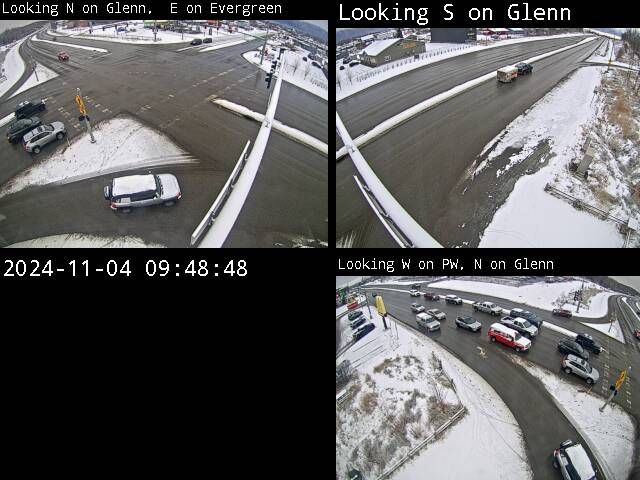 Looking N on Glenn,  E on Evergreen
Looking S on Glenn
2024-11-04 09:48:48
Looking W on PW, N on Glenn